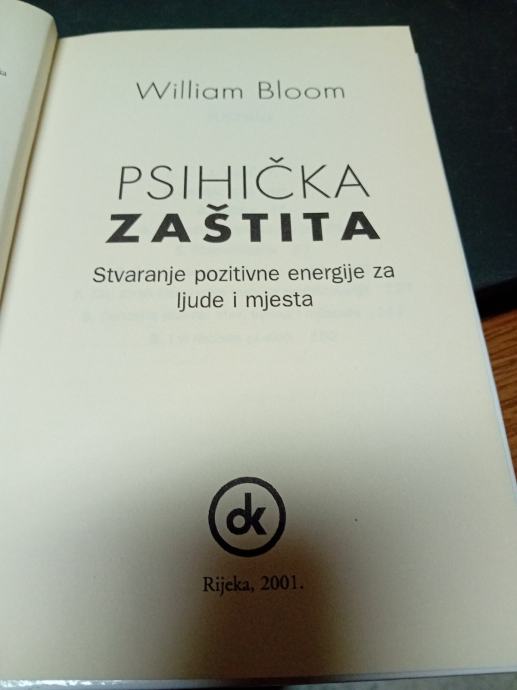 William Bloom
PSIHIČKA
ZAŠTITA
Stvaranje pozitivne energije za
ljude i mjesta
dk
Rijeka, 2001.